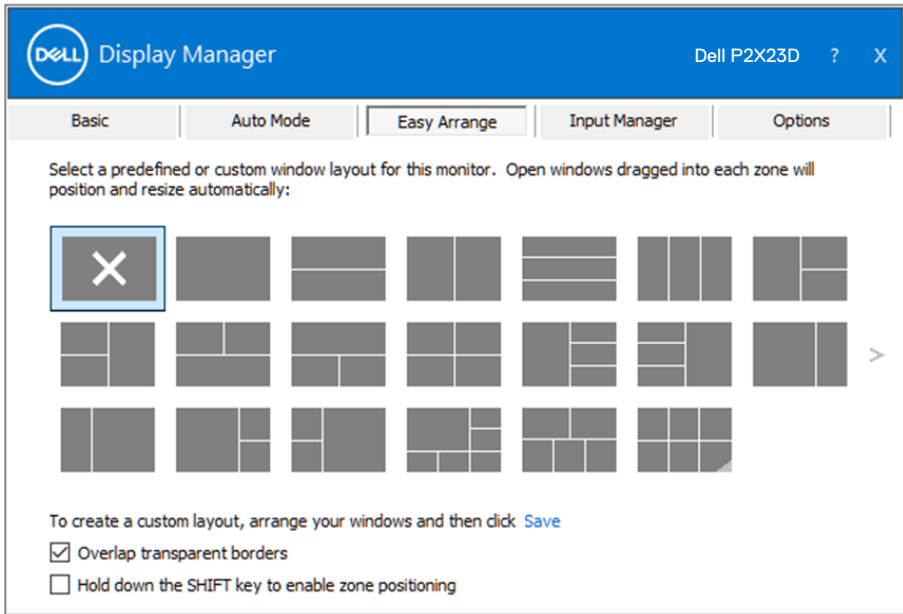 DELL Display Manager Dell P2X23D ? X
Basic Auto Mode Easy Arrange Input Manager Options
Select a predefined or custom window layout for this monitor. Open windows dragged into each zone will
position and resize automatically:
>
To create a custom layout, arrange your windows and then click Save
Overlap transparent borders
Hold down the SHIFT key to enable zone positioning